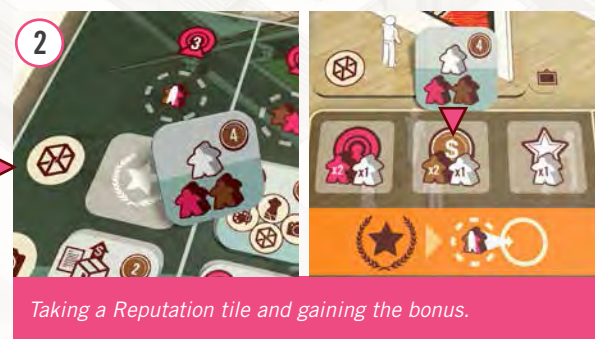 2
3
4
4
2
$
x2 x1
x2 x1
x1
Taking a Reputation tile and gaining the bonus.